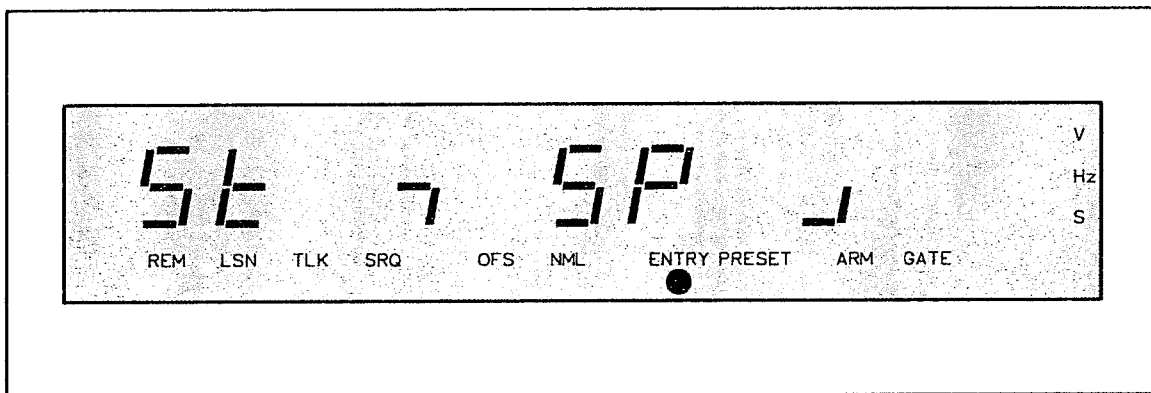 St ㄱ SP ｣
V
Hz
S
REM LSN TLK SRQ OFS NML ENTRY PRESET ARM GATE